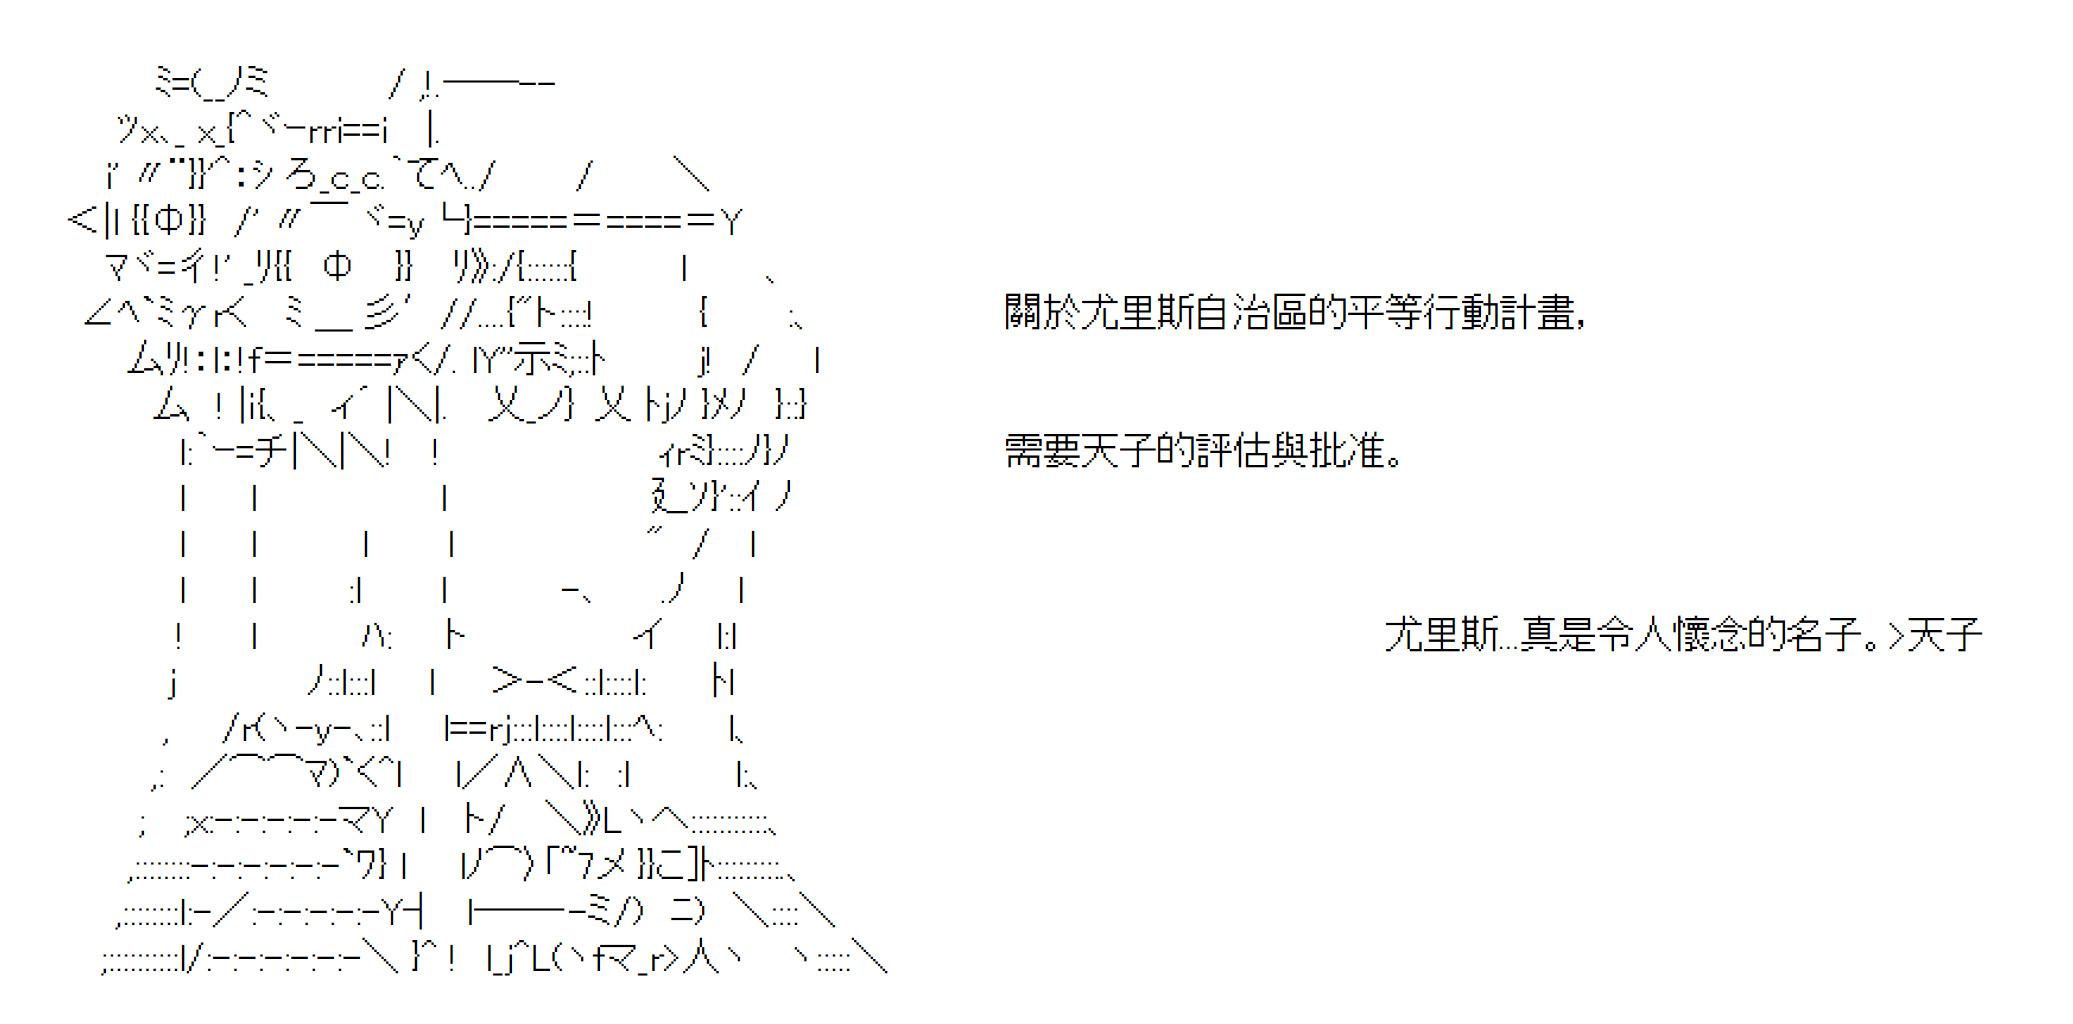 關於尤里斯自治區的平等行動計畫,
需要天子的評估與批准。
尤里斯...真是令人懷念的名子。>天子